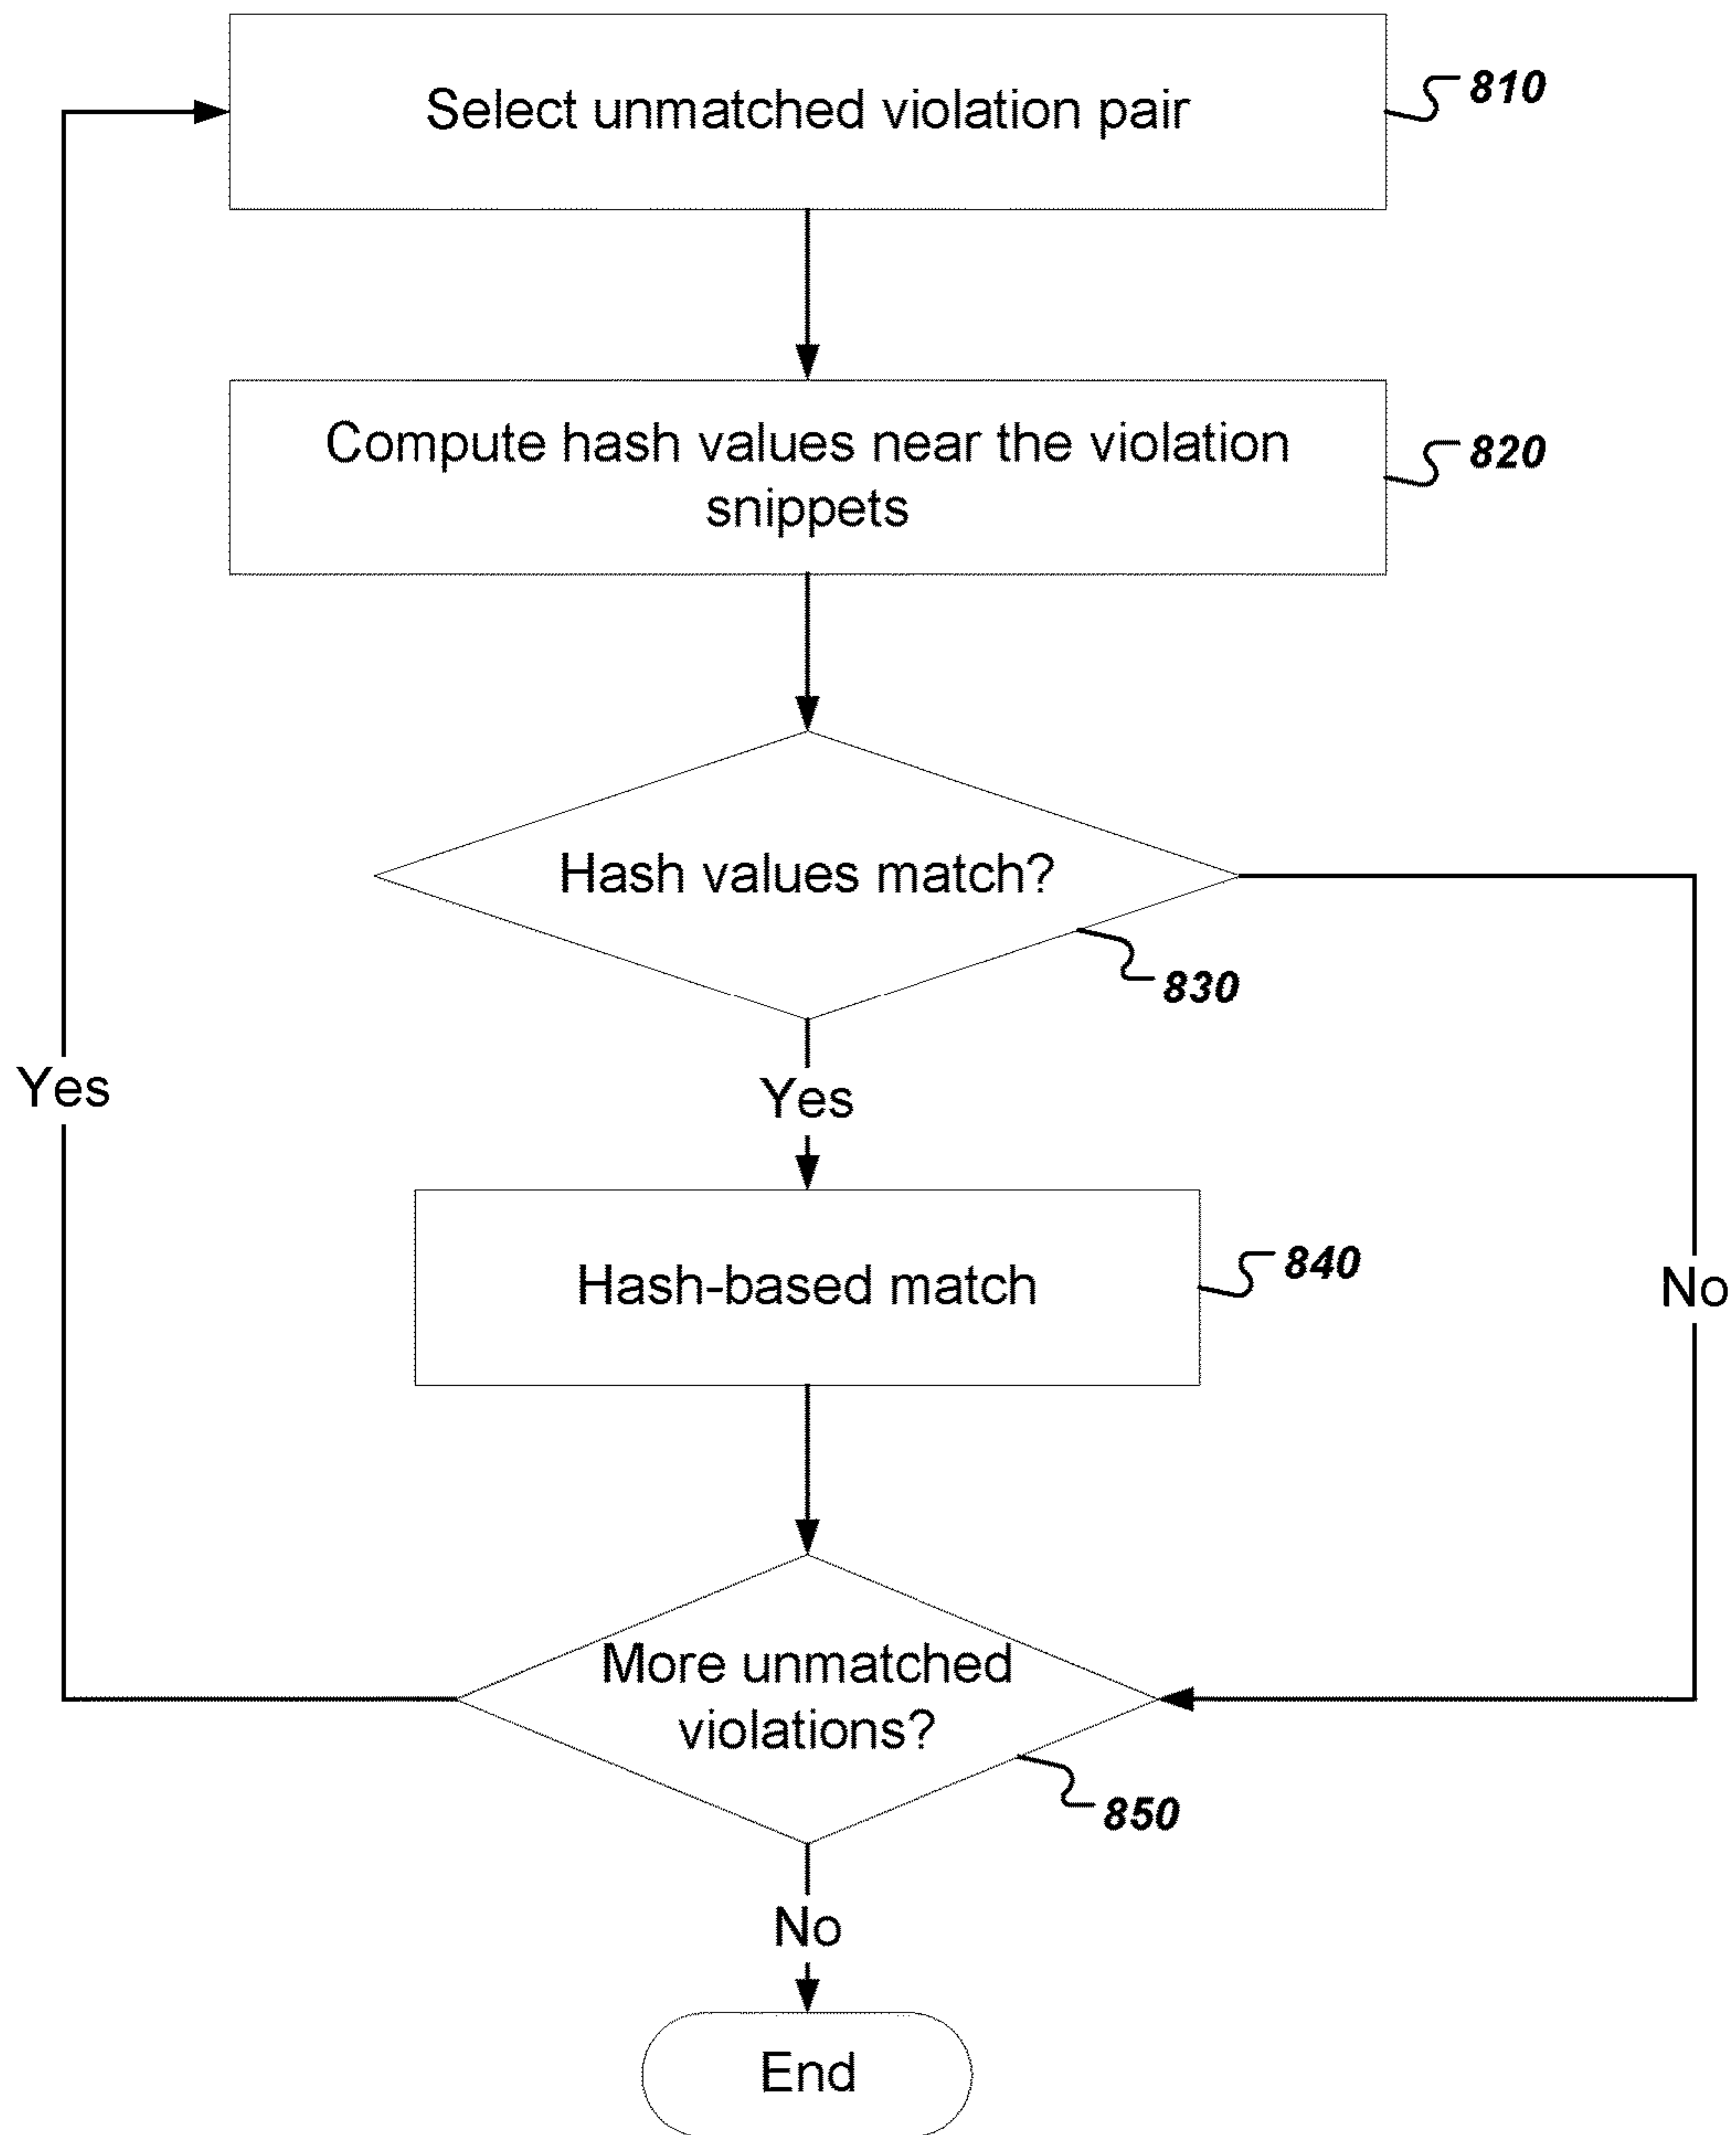 Select unmatched violation pair
810
Compute hash values near the violation
snippets
820
Hash values match?
830
Yes
Yes
Hash-based match
840
No
More unmatched
violations?
850
No
End